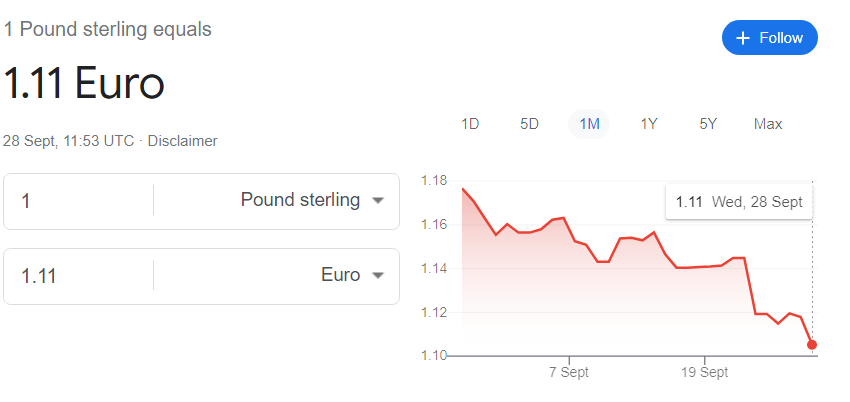 1 Pound sterling equals
1.11 Euro
28 Sept, 11:53 UTC · Disclaimer
1 Pound sterling
1.11 Euro
+ Follow
1D 5D 1M 1Y 5Y Max
1.18
1.16
1.14
1.12
1.10
1.11 Wed, 28 Sept
7 Sept 19 Sept